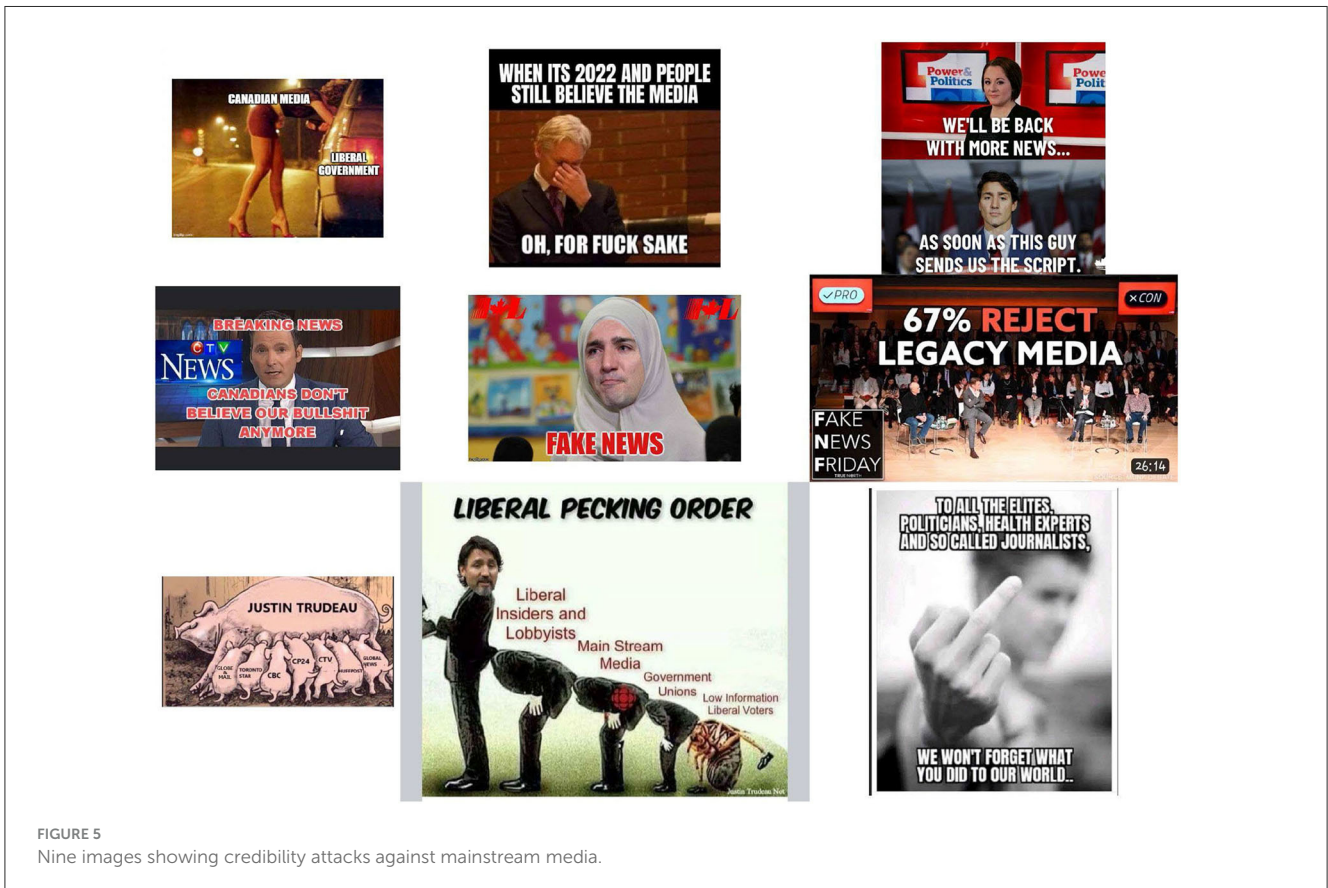 CANADIAN MEDIA
LIBERAL
GOVERNMENT
imgflip.com
WHEN ITS 2022 AND PEOPLE
STILL BELIEVE THE MEDIA
OH, FOR FUCK SAKE
Power&
Politics
Powe
Polit
WE'LL BE BACK
WITH MORE NEWS...
AS SOON AS THIS GUY
SENDS US THE SCRIPT.
BREAKING NEWS
CTV
NEWS
CANADIANS DON'T
BELIEVE OUR BULLSHIT
ANYMORE
FAKE NEWS
✓PRO
×CON
67% REJECT
LEGACY MEDIA
FAKE
NEWS
FRIDAY
26:14
JUSTIN TRUDEAU
GLOBE
&
MAIL
TORONTO
STAR
CBC
CP24
CTV
HUFFPOST
GLOBAL
NEWS
LIBERAL PECKING ORDER
Liberal
Insiders and
Lobbyists
Main Stream
Media
Government
Unions
Low Information
Liberal Voters
Justin Trudeau Not
TO ALL THE ELITES,
POLITICIANS, HEALTH EXPERTS
AND SO CALLED JOURNALISTS,
WE WON'T FORGET WHAT
YOU DID TO OUR WORLD..
FIGURE 5
Nine images showing credibility attacks against mainstream media.